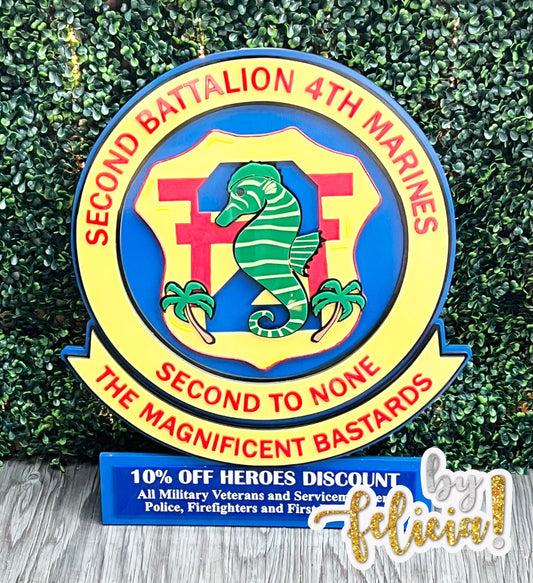 SECOND BATTALION 4TH MARINES
2
SECOND TO NONE
THE MAGNIFICENT BASTARDS
10% OFF HEROES DISCOUNT
All Military Veterans and
Police, Firefighters and First
by
felicia!